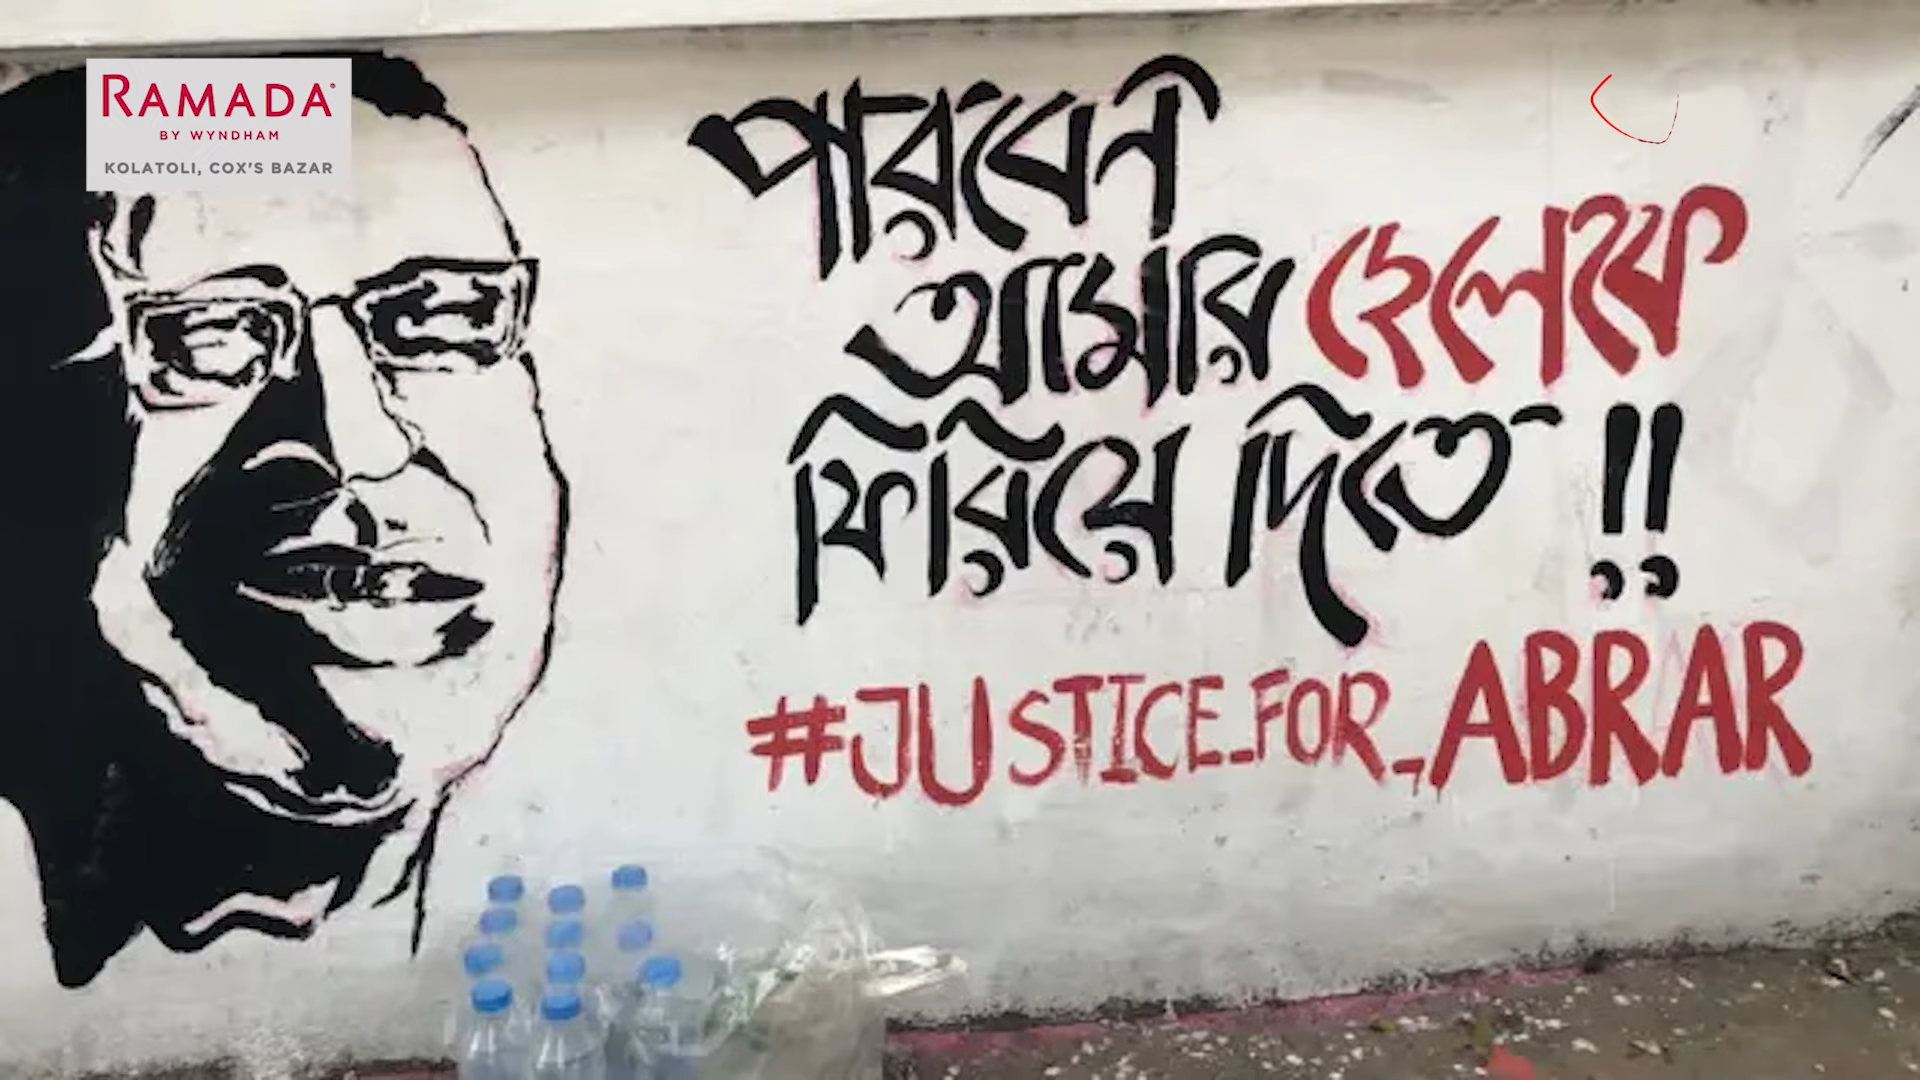 RAMADA
BY WYNDHAM
KOLATOLI, COX'S BAZAR
পারবেন
আমার ছেলেকে
ফিরিয়ে দিতে !!
#JUSTICE_FOR_ABRAR